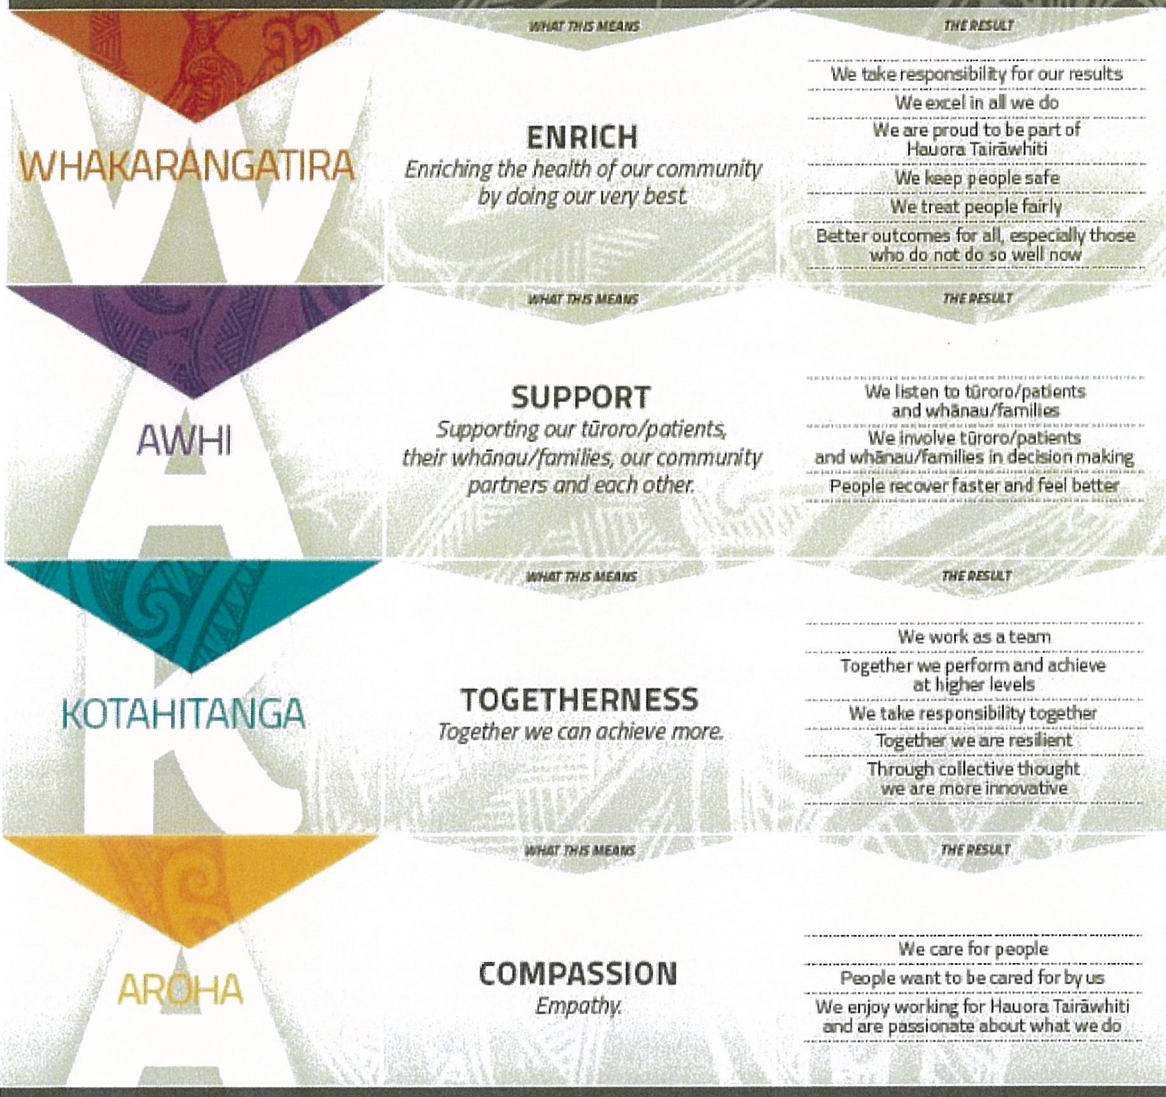 WHAT THIS MEANS
THE RESULT
W
WHAKARANGATIRA
ENRICH
Enriching the health of our community
by doing our very best.
We take responsibility for our results
We excel in all we do
We are proud to be part of
Hauora Tairāwhiti
We keep people safe
We treat people fairly
Better outcomes for all, especially those
who do not do so well now
WHAT THIS MEANS
THE RESULT
A
AWHI
SUPPORT
Supporting our tūroro/patients,
their whānau/families, our community
partners and each other.
We listen to tūroro/patients
and whānau/families
We involve tūroro/patients
and whānau/families in decision making
People recover faster and feel better
WHAT THIS MEANS
THE RESULT
K
KOTAHITANGA
TOGETHERNESS
Together we can achieve more.
We work as a team
Together we perform and achieve
at higher levels
We take responsibility together
Together we are resilient
Through collective thought
we are more innovative
WHAT THIS MEANS
THE RESULT
A
AROHA
COMPASSION
Empathy.
We care for people
People want to be cared for by us
We enjoy working for Hauora Tairāwhiti
and are passionate about what we do